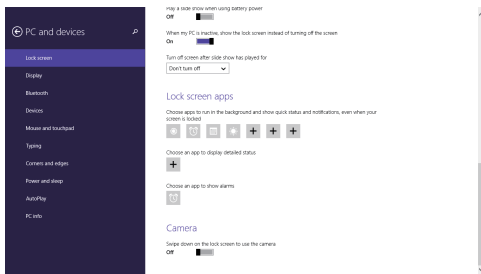 Play a slide show when using battery power
Off
PC and devices
When my PC is inactive, show the lock screen instead of turning off the screen
On
Lock screen
Turn off screen after slide show has played for
Don't turn off
Display
Bluetooth
Lock screen apps
Devices
Choose apps to run in the background and show quick status and notifications, even when your
screen is locked
Mouse and touchpad
Typing
Choose an app to display detailed status
Corners and edges
Power and sleep
Choose an app to show alarms
AutoPlay
PC info
Camera
Swipe down on the lock screen to use the camera
Off